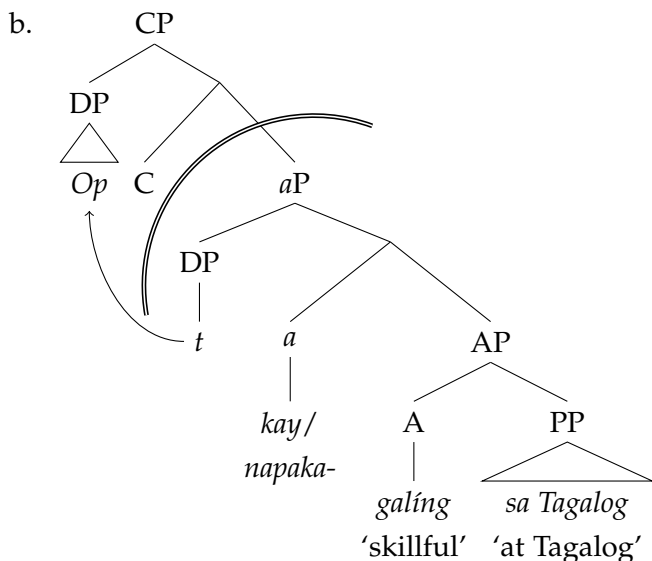 b.
CP
DP
Op
C
aP
DP
t
a
AP
kay/
napaka-
A
PP
galíng
sa Tagalog
'skillful'
'at Tagalog'